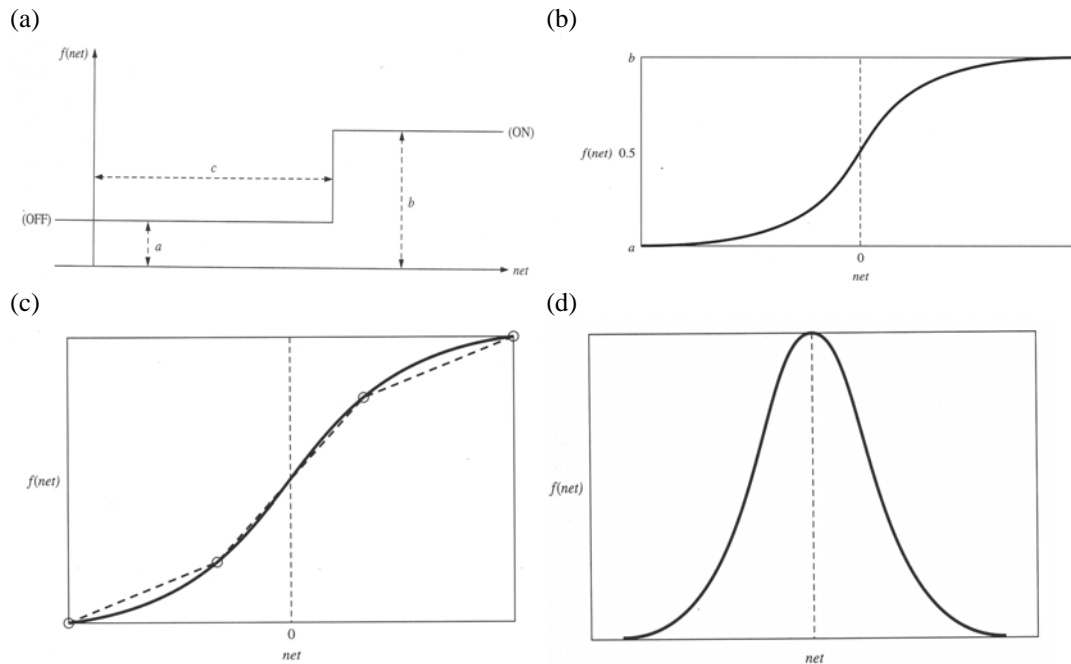 (a)
f(net)
(ON)
c
b
(OFF)
a
net
(b)
b
f(net) 0.5
a
0
net
(c)
f(net)
0
net
(d)
f(net)
net